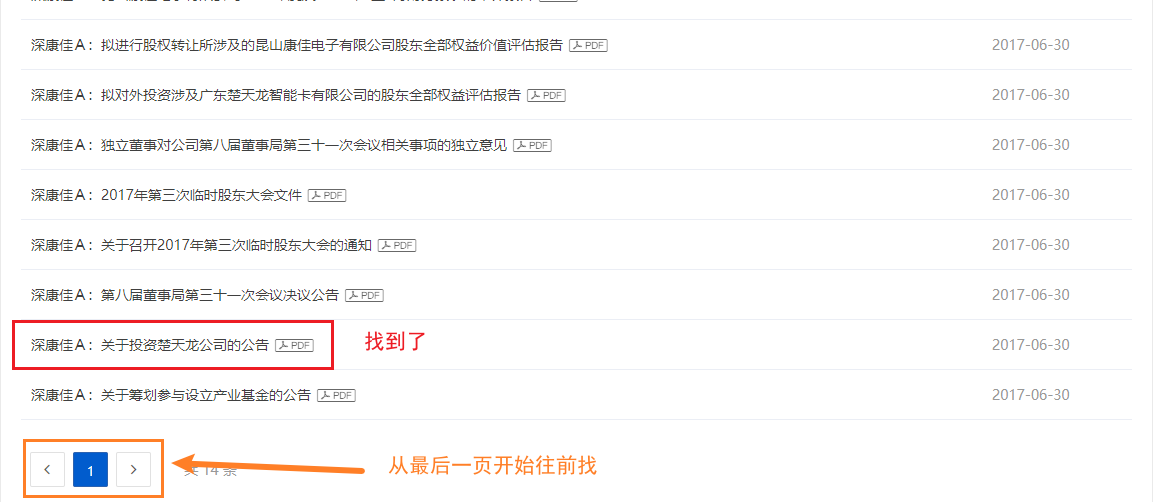 深康佳A：拟进行股权转让所涉及的昆山康佳电子有限公司股东全部权益价值评估报告 PDF 2017-06-30
深康佳A：拟对外投资涉及广东楚天龙智能卡有限公司的股东全部权益评估报告 PDF 2017-06-30
深康佳A：独立董事对公司第八届董事局第三十一次会议相关事项的独立意见 PDF 2017-06-30
深康佳A：2017年第三次临时股东大会文件 PDF 2017-06-30
深康佳A：关于召开2017年第三次临时股东大会的通知 PDF 2017-06-30
深康佳A：第八届董事局第三十一次会议决议公告 PDF 2017-06-30
深康佳A：关于投资楚天龙公司的公告 PDF 找到了 2017-06-30
深康佳A：关于筹划参与设立产业基金的公告 PDF 2017-06-30
1 共 14 条 从最后一页开始往前找